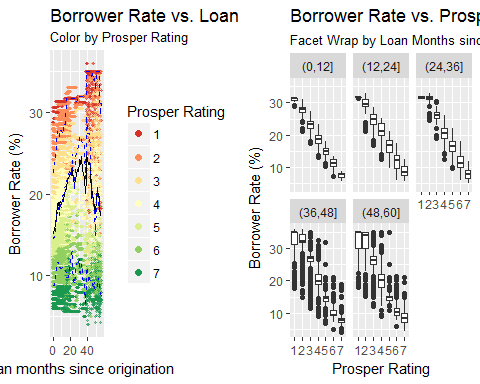 Borrower Rate vs. Loan
Color by Prosper Rating
Borrower Rate (%)
30
20
10
0 20 40
an months since origination
Prosper Rating
1
2
3
4
5
6
7
Borrower Rate vs. Prosp
Facet Wrap by Loan Months sinc
Borrower Rate (%)
(0,12] (12,24] (24,36]
30
20
10
1234567
(36,48] (48,60]
30
20
10
1234567 1234567
Prosper Rating